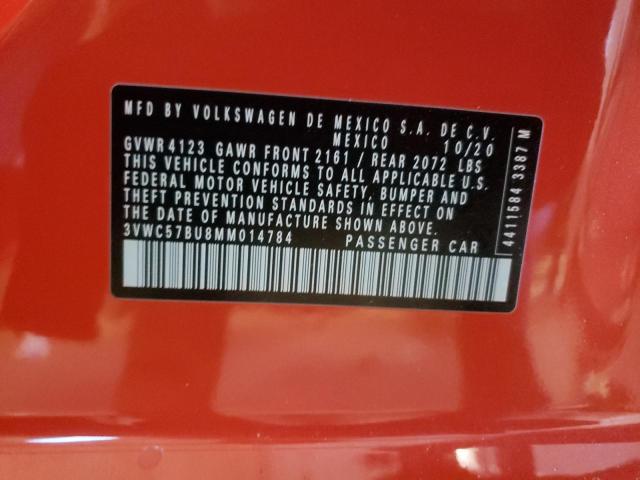 MFD BY VOLKSWAGEN DE MEXICO S.A. DE C.V.
MEXICO 10/20
GVWR 4123 GAWR FRONT 2161 / REAR 2072 LBS
THIS VEHICLE CONFORMS TO ALL APPLICABLE U.S.
FEDERAL MOTOR VEHICLE SAFETY, BUMPER AND
THEFT PREVENTION STANDARDS IN EFFECT ON
THE DATE OF MANUFACTURE SHOWN ABOVE.
3VWC57BU8MM014784 PASSENGER CAR
4411584 3387 M